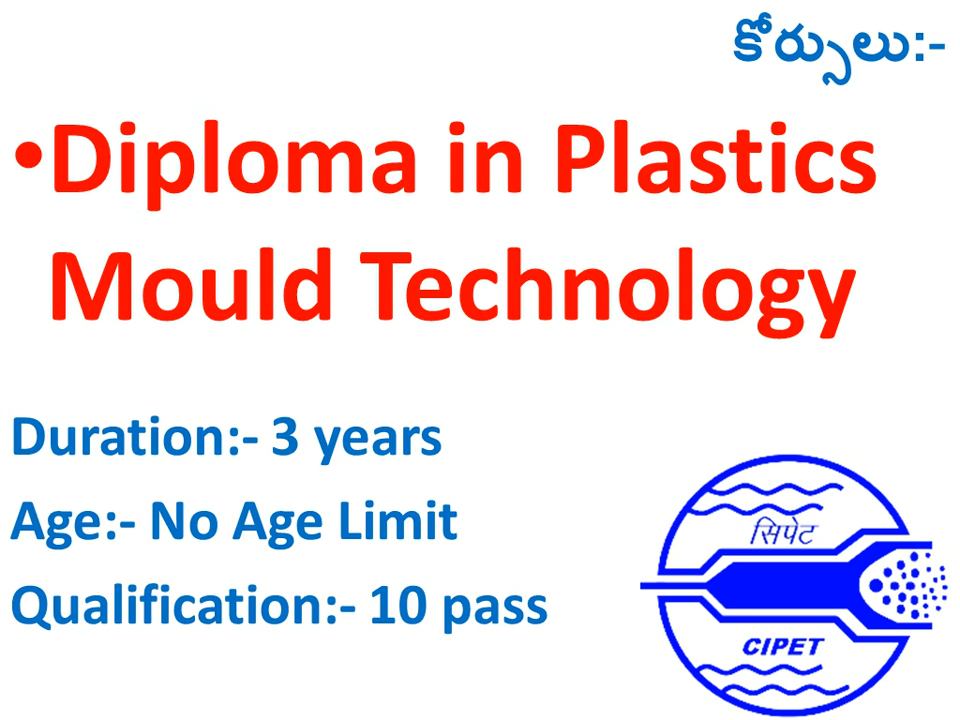 కోర్సులు:-
•Diploma in Plastics
Mould Technology
Duration:- 3 years
Age:- No Age Limit
Qualification:- 10 pass
सिपेट
CIPET